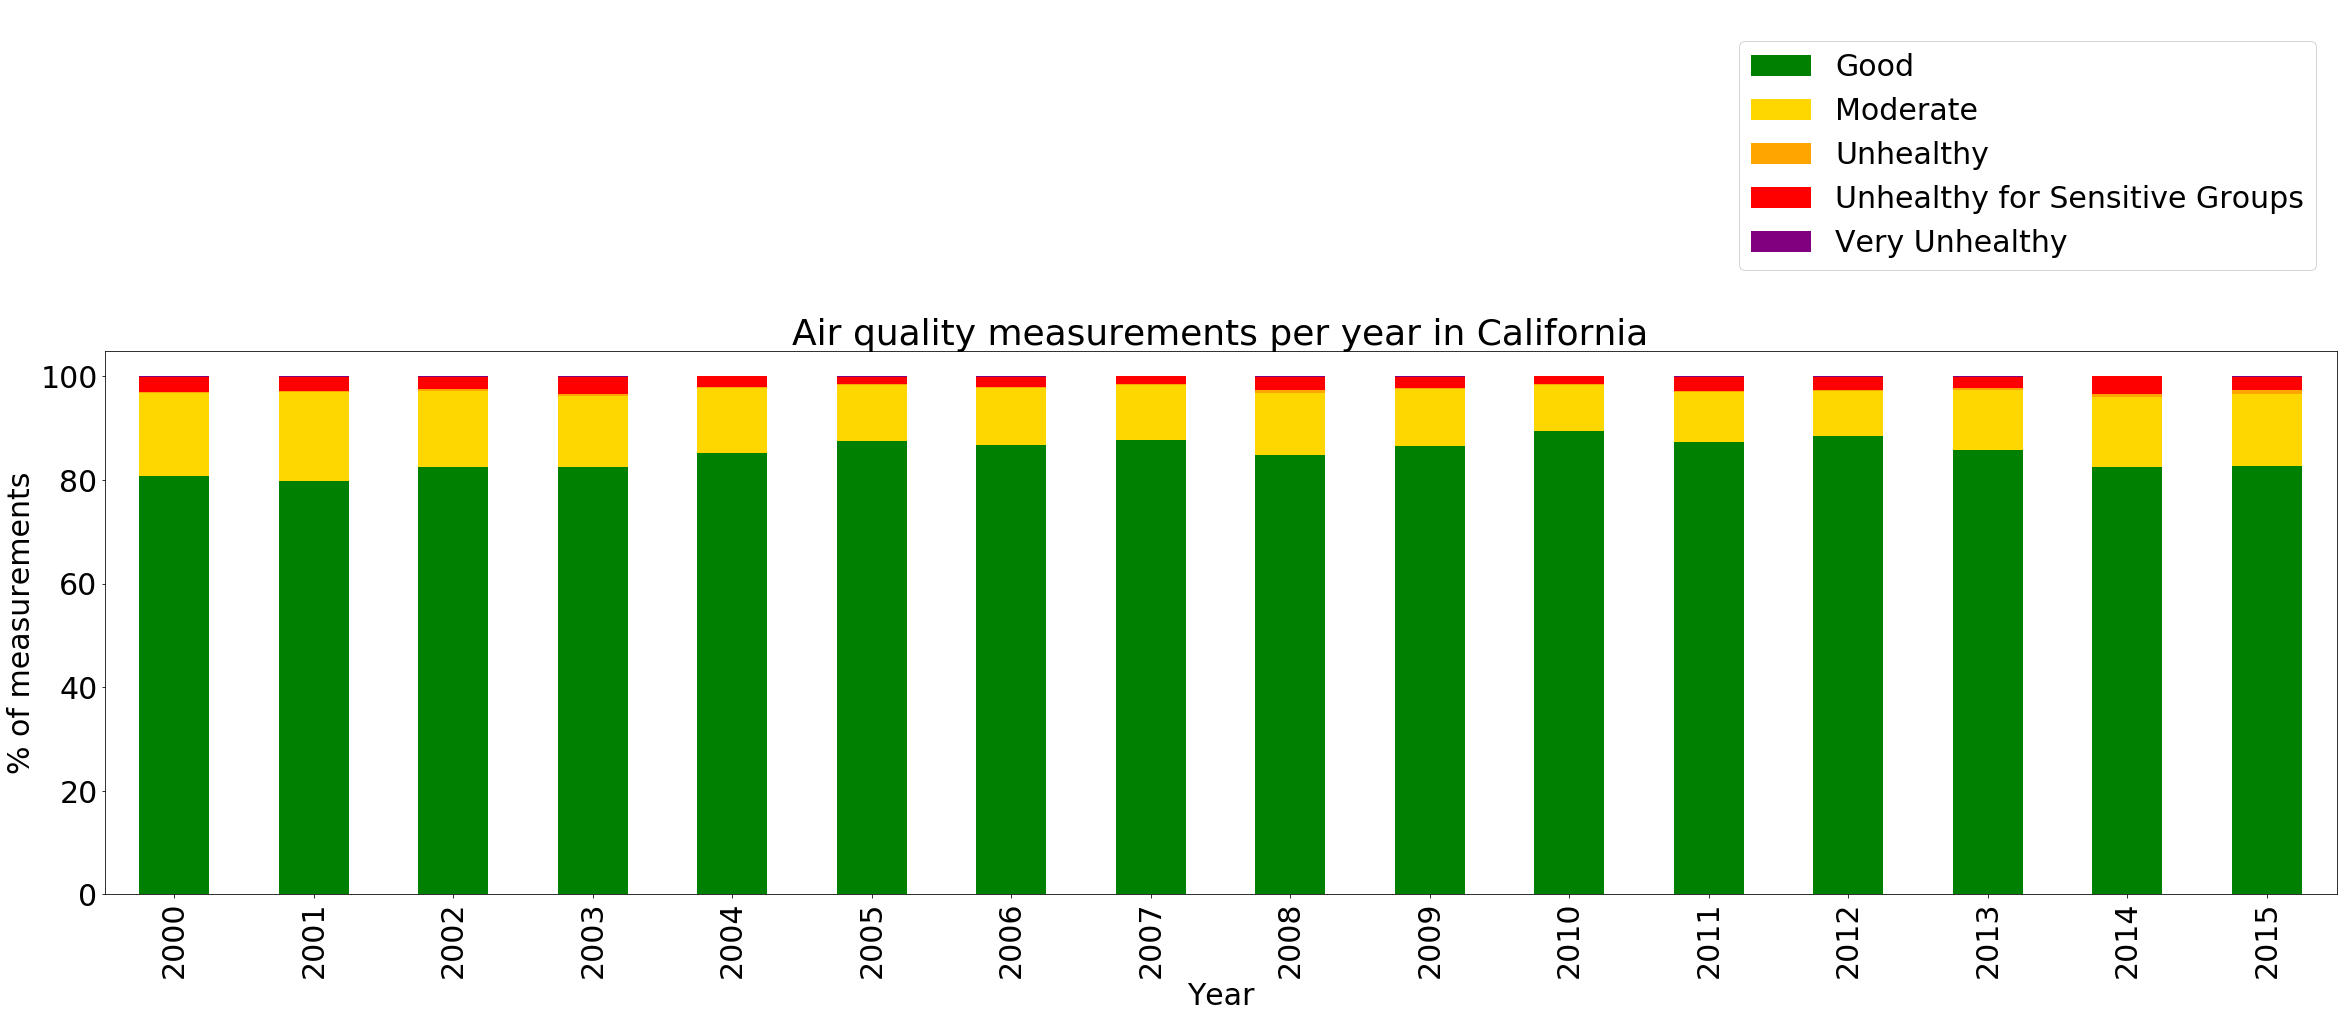 Good
Moderate
Unhealthy
Unhealthy for Sensitive Groups
Very Unhealthy
Air quality measurements per year in California
% of measurements
100
80
60
40
20
0
2000
2001
2002
2003
2004
2005
2006
2007
2008
2009
2010
2011
2012
2013
2014
2015
Year